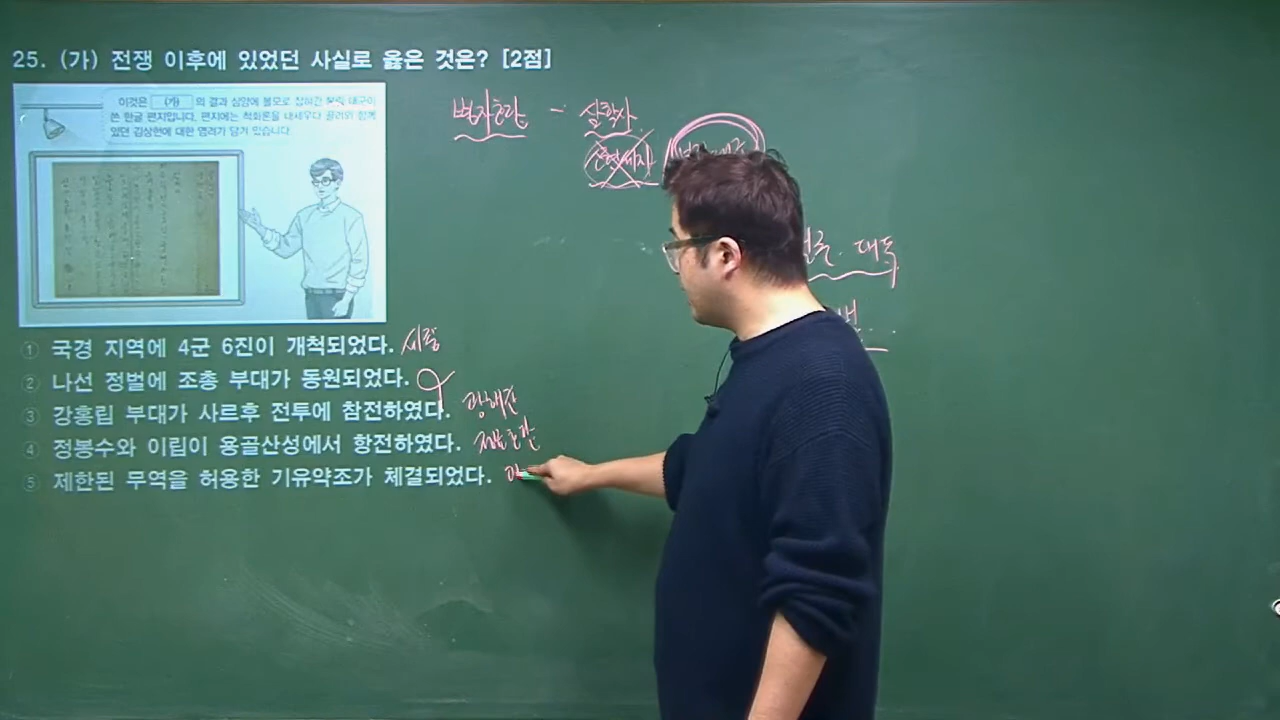 25. (가) 전쟁 이후에 있었던 사실로 옳은 것은? [2점]
이것은 (가) 의 결과 심양에 볼모로 잡혀간 봉림 대군이
쓴 한글 편지입니다. 편지에는 척화론을 내세우다 끌려와 함께
있던 김상헌에 대한 염려가 담겨 있습니다.
병자호란 - 삼학사
소현세자
대군
① 국경 지역에 4군 6진이 개척되었다. 세종
② 나선 정벌에 조총 부대가 동원되었다.
③ 강홍립 부대가 사르후 전투에 참전하였다. 광해군
④ 정봉수와 이립이 용골산성에서 항전하였다. 정묘호란
⑤ 제한된 무역을 허용한 기유약조가 체결되었다.